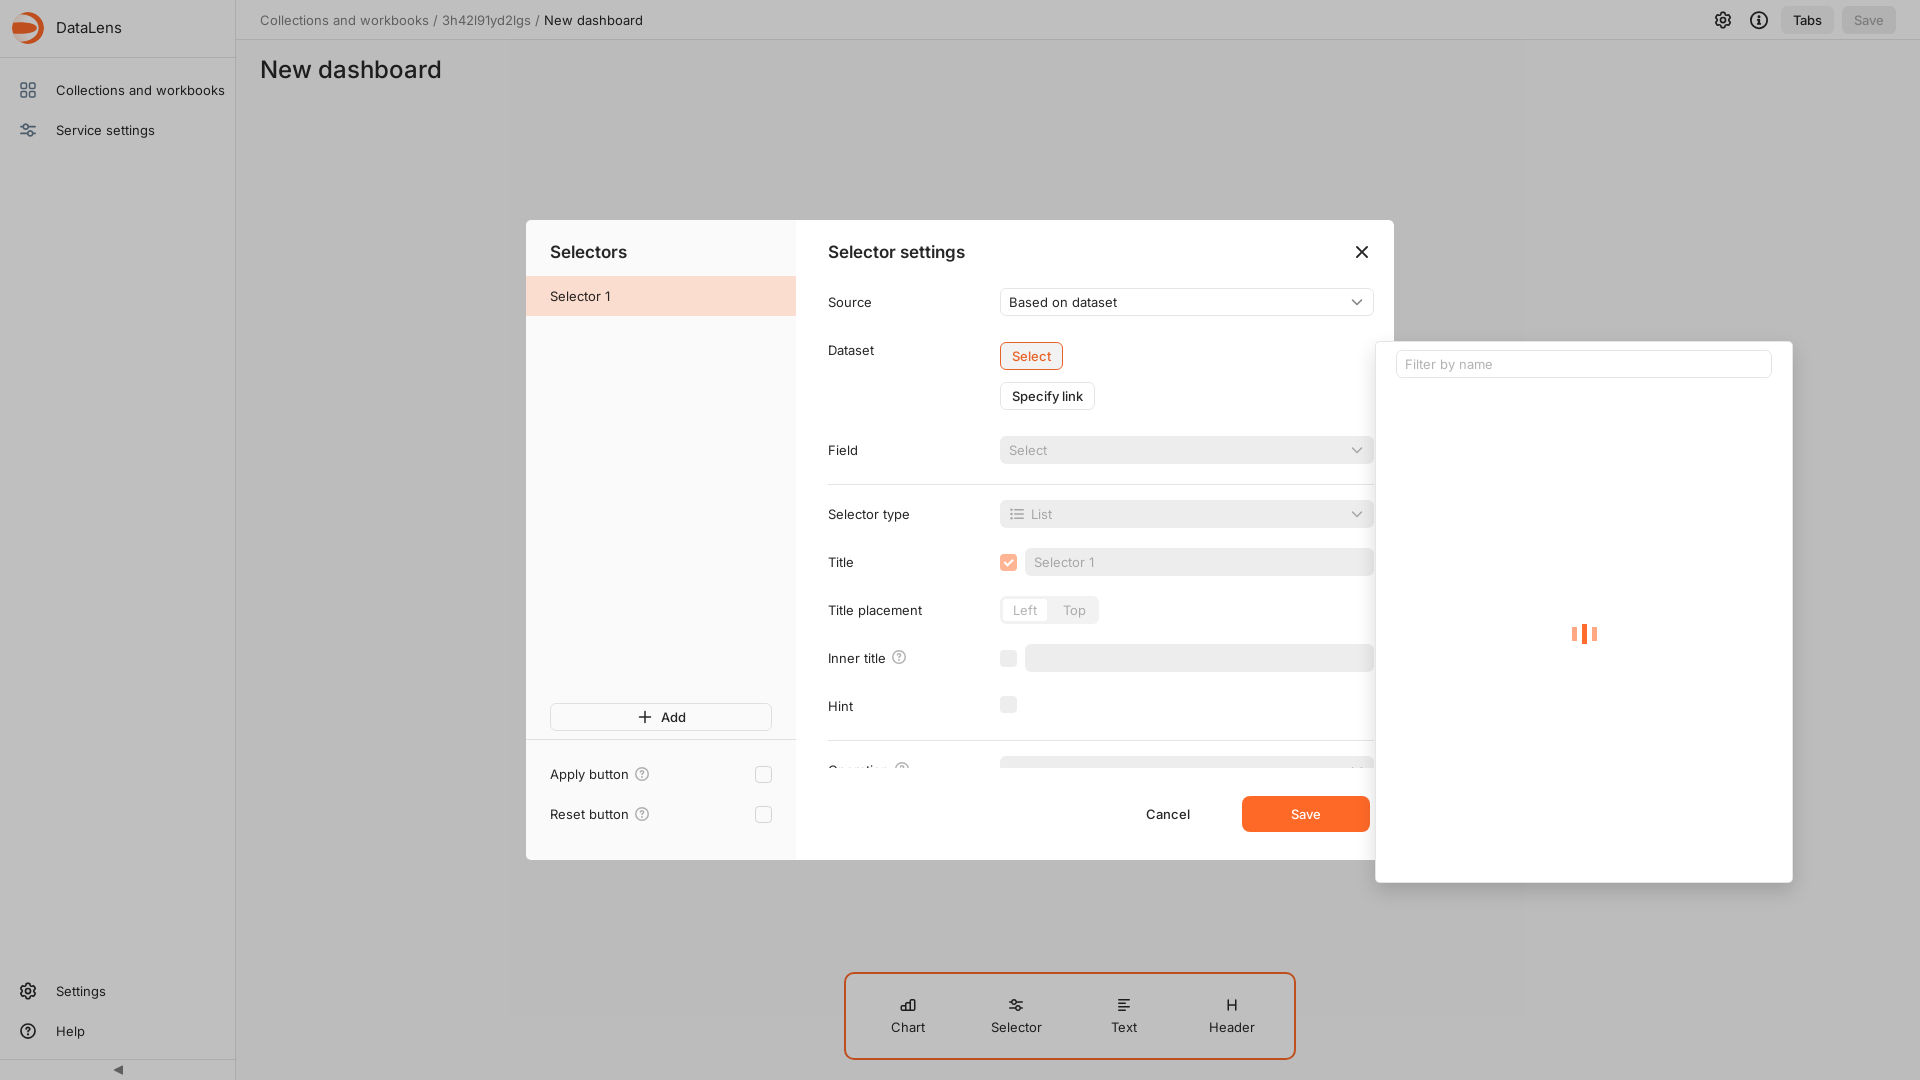 DataLens
Collections and workbooks / 3h42l91yd2lgs / New dashboard
Tabs
Save
New dashboard
Collections and workbooks
Service settings
Selectors
Selector 1
Add
Apply button
Reset button
Selector settings
Source
Based on dataset
Dataset
Select
Specify link
Field
Select
Selector type
List
Title
Selector 1
Title placement
Left
Top
Inner title
Hint
Cancel
Save
Filter by name
Chart
Selector
Text
Header
Settings
Help